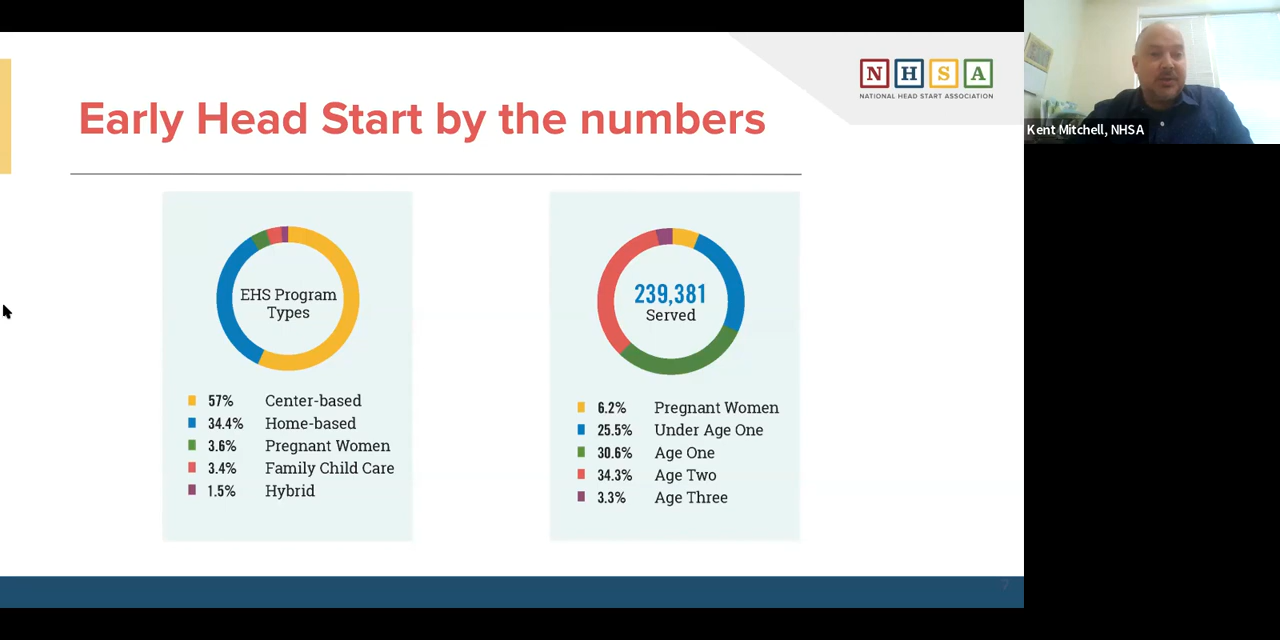 N H S A
NATIONAL HEAD START ASSOCIATION
Early Head Start by the numbers
Kent Mitchell, NHSA
EHS Program
Types
57% Center-based
34.4% Home-based
3.6% Pregnant Women
3.4% Family Child Care
1.5% Hybrid
239,381
Served
6.2% Pregnant Women
25.5% Under Age One
30.6% Age One
34.3% Age Two
3.3% Age Three
7